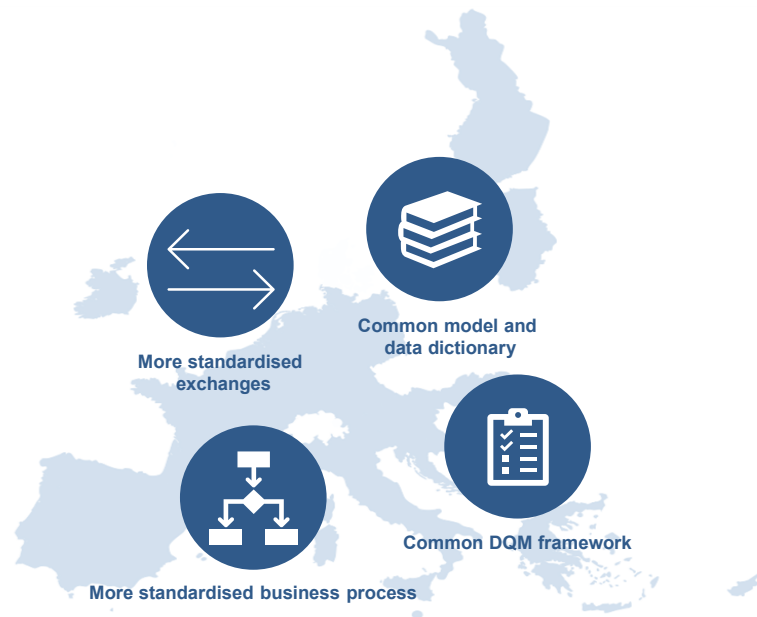 Common model and
data dictionary
More standardised
exchanges
Common DQM framework
More standardised business process